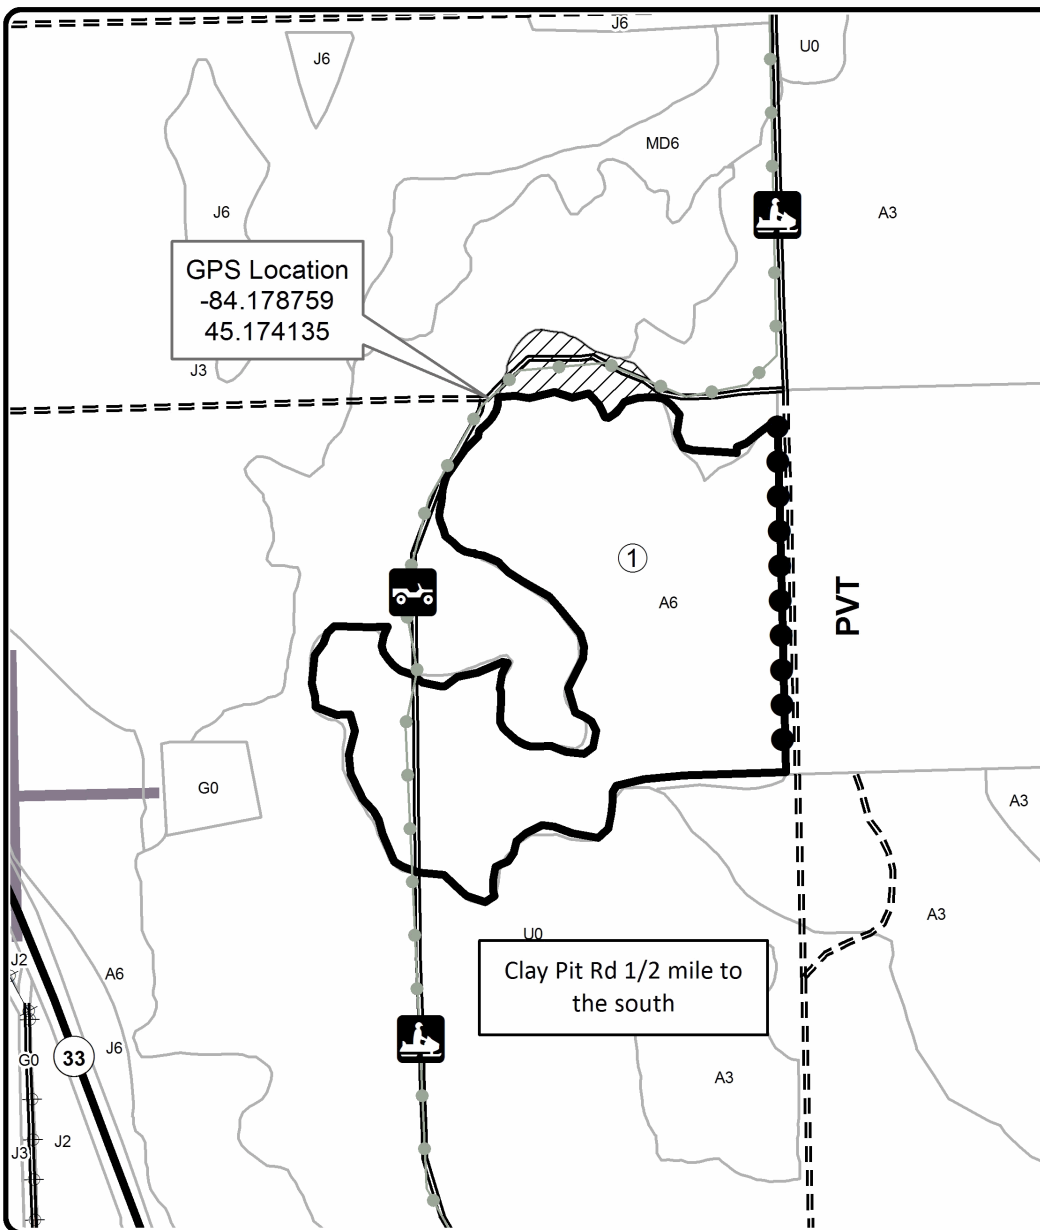 J6
J6
U0
MD6
J6
A3
GPS Location
-84.178759
45.174135
J3
1
A6
PVT
G0
A3
A3
U0
J2
A6
Clay Pit Rd 1/2 mile to
the south
G0
33
J6
A3
J3
J2